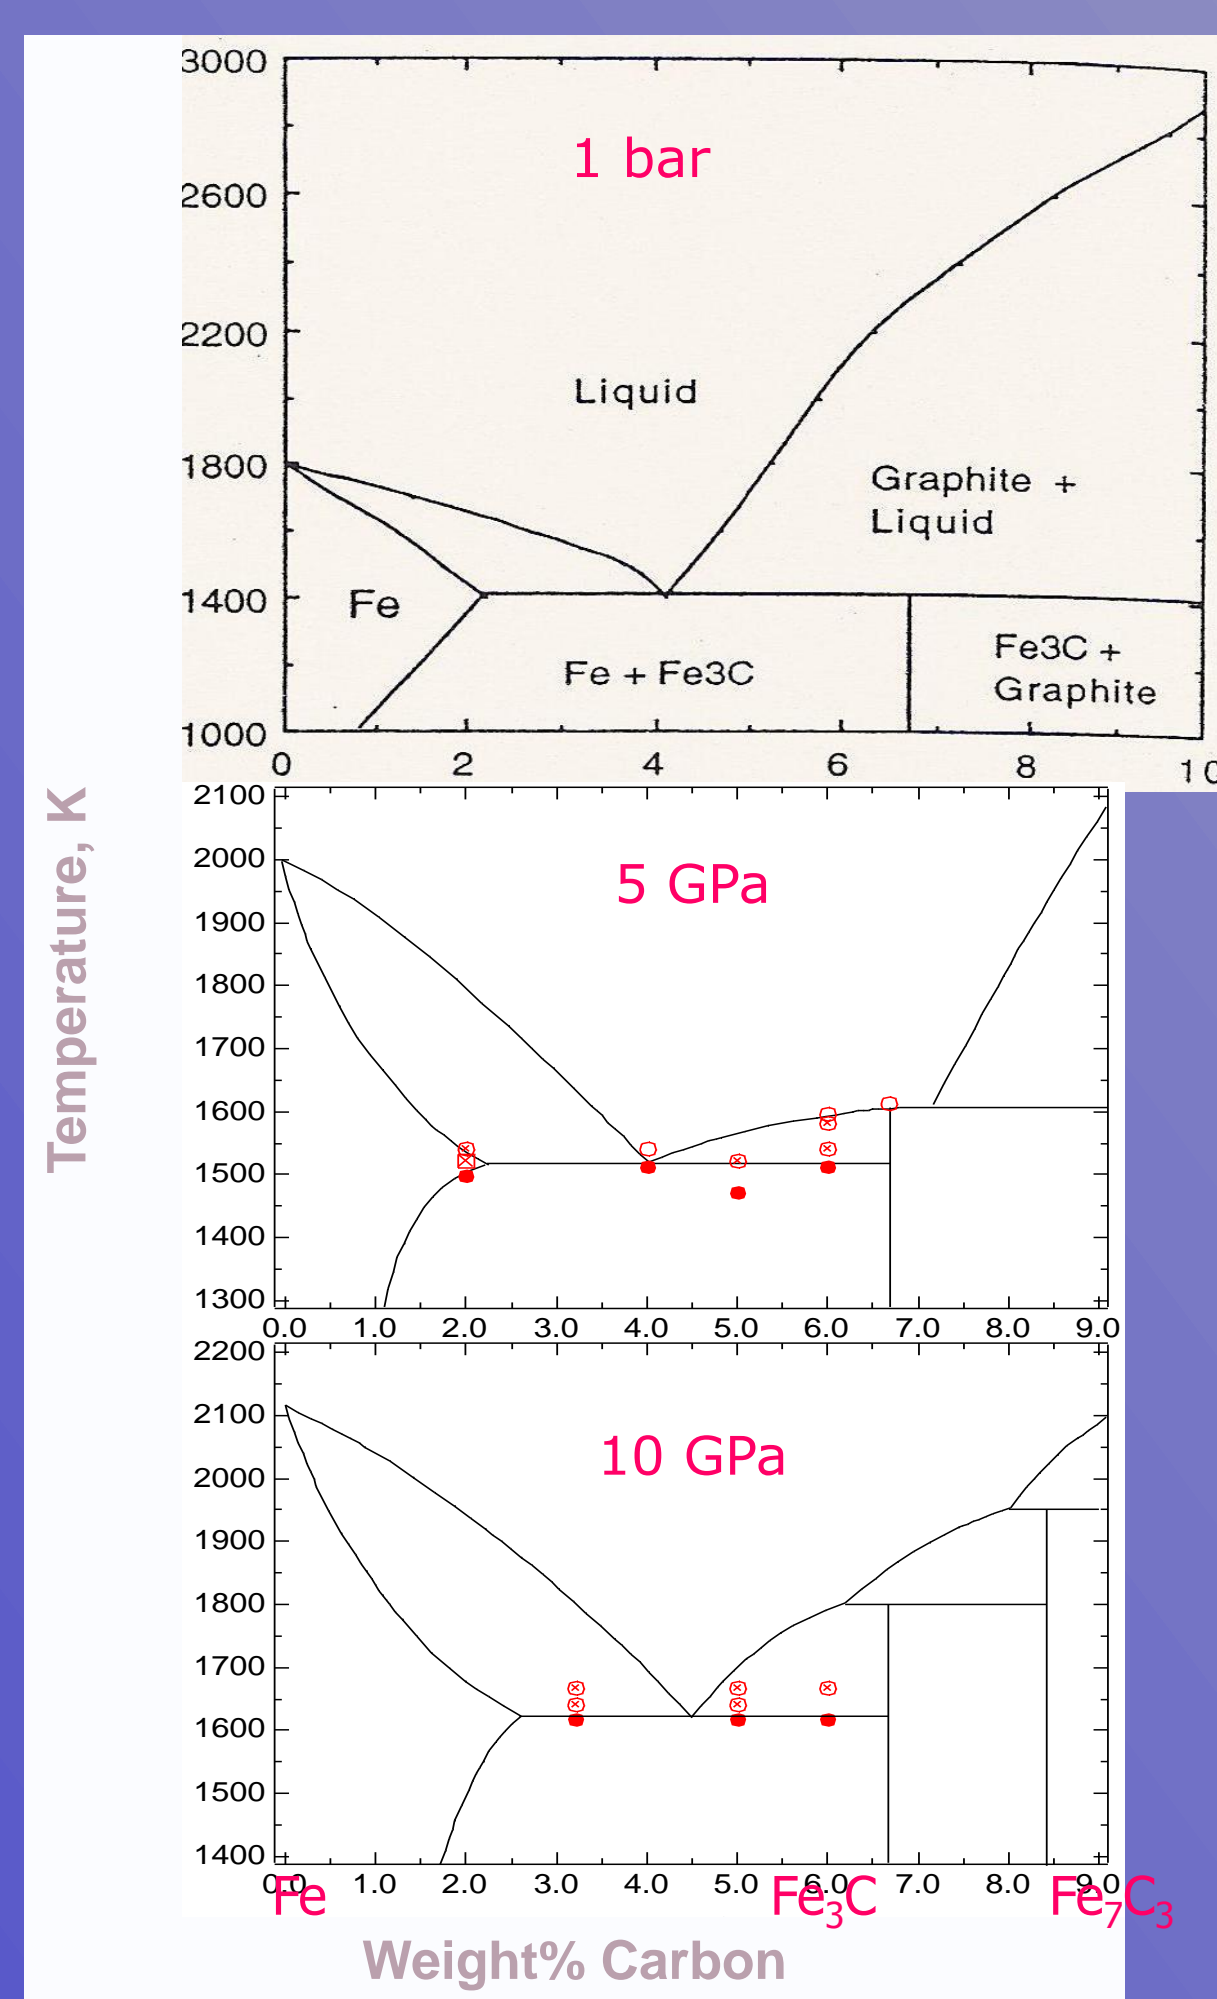 3000
1 bar
2600
2200
Liquid
1800
Graphite +
Liquid
1400
Fe
Fe + Fe3C
Fe3C +
Graphite
1000
0 2 4 6 8 10
Temperature, K
2100
2000
5 GPa
1900
1800
1700
1600
1500
1400
1300
0.0 1.0 2.0 3.0 4.0 5.0 6.0 7.0 8.0 9.0
2200
2100
10 GPa
2000
1900
1800
1700
1600
1500
1400
0.0 1.0 2.0 3.0 4.0 5.0 6.0 7.0 8.0 9.0
Fe Fe₃C Fe₇C₃
Weight% Carbon